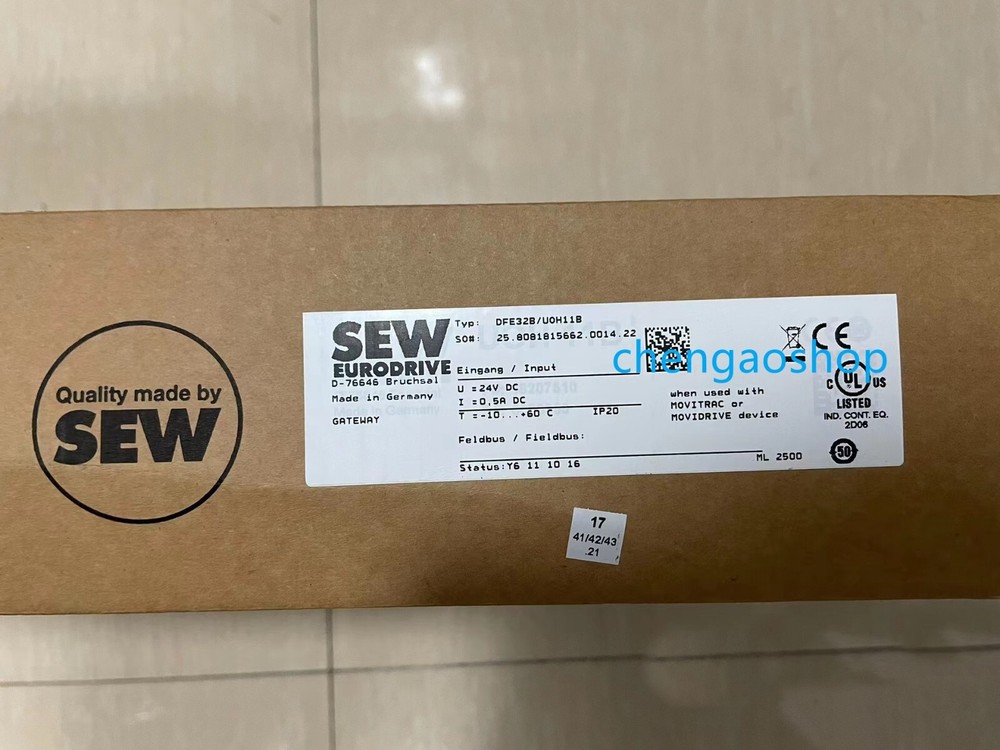 Quality made by
SEW
SEW
EURODRIVE
D-76646 Bruchsal
Made in Germany
GATEWAY
Typ: DFE32B/UOH11B
SO#: 25.8081815662.0014.22
Eingang / Input
U =24V DC
I =0,5A DC
T =-10...+60 C IP20
Feldbus / Fieldbus:
Status:Y6 11 10 16
when used with
MOVITRAC or
MOVIDRIVE device
ML 2500
chengaoshop
CE
C UL US
LISTED
IND. CONT. EQ.
2D06
50
17
41/42/43
.21